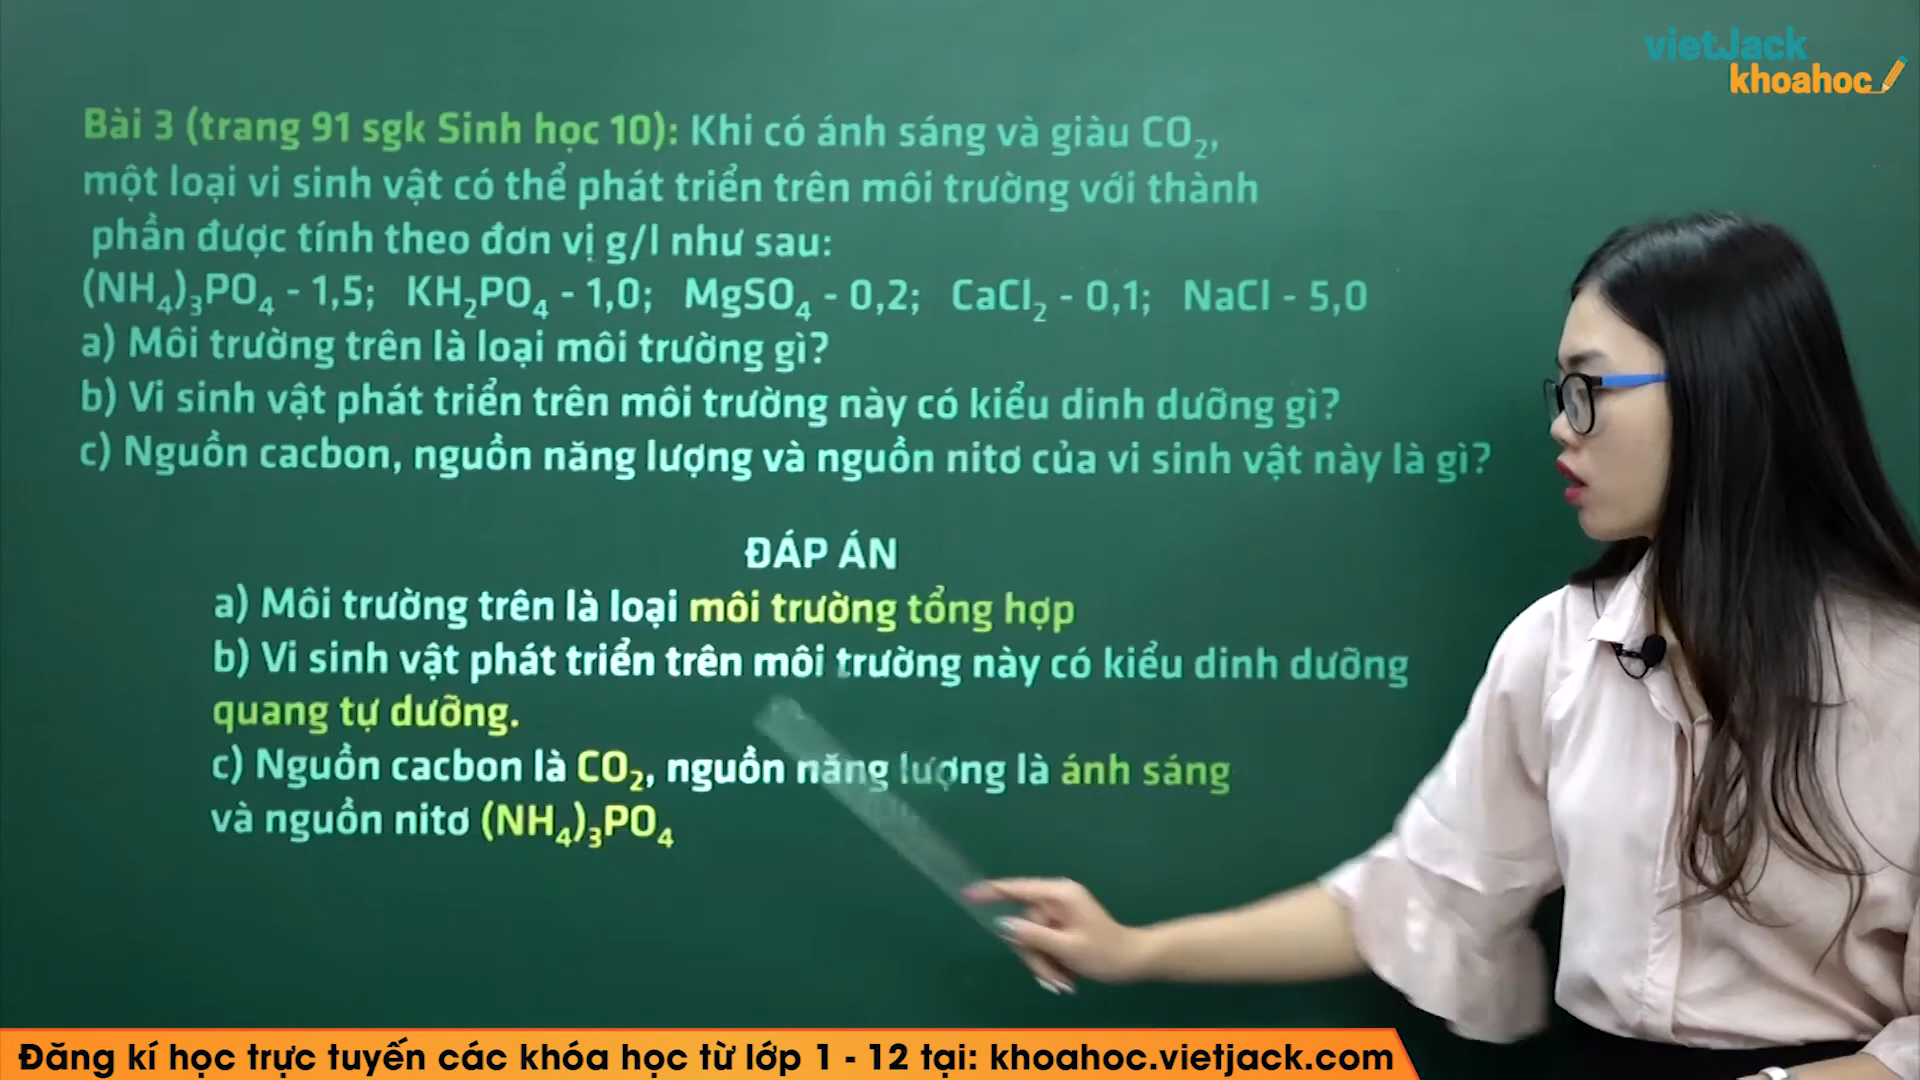 vietJack
khoahoc
Bài 3 (trang 91 sgk Sinh học 10): Khi có ánh sáng và giàu CO₂,
một loại vi sinh vật có thể phát triển trên môi trường với thành
phần được tính theo đơn vị g/l như sau:
(NH₄)₃PO₄ - 1,5; KH₂PO₄ - 1,0; MgSO₄ - 0,2; CaCl₂ - 0,1; NaCl - 5,0
a) Môi trường trên là loại môi trường gì?
b) Vi sinh vật phát triển trên môi trường này có kiểu dinh dưỡng gì?
c) Nguồn cacbon, nguồn năng lượng và nguồn nitơ của vi sinh vật này là gì?
ĐÁP ÁN
a) Môi trường trên là loại môi trường tổng hợp
b) Vi sinh vật phát triển trên môi trường này có kiểu dinh dưỡng
quang tự dưỡng.
c) Nguồn cacbon là CO₂, nguồn năng lượng là ánh sáng
và nguồn nitơ (NH₄)₃PO₄
Đăng kí học trực tuyến các khóa học từ lớp 1 - 12 tại: khoahoc.vietjack.com